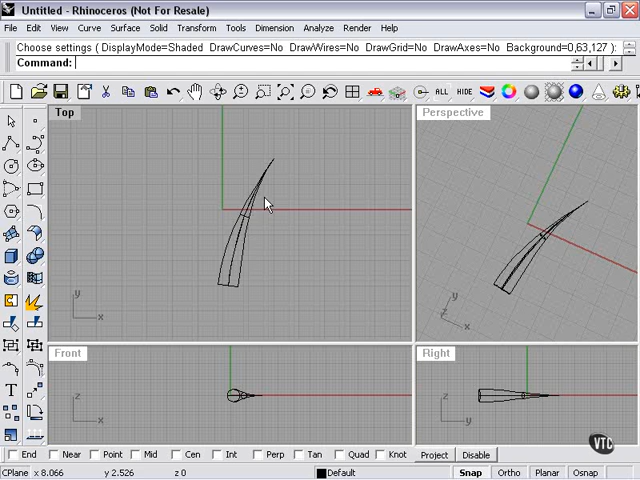 Untitled - Rhinoceros (Not For Resale)
File Edit View Curve Surface Solid Transform Tools Dimension Analyze Render Help
Choose settings ( DisplayMode=Shaded DrawCurves=No DrawWires=No DrawGrid=No DrawAxes=No Background=0,63,127 ):
Command:
ALL HIDE
Top
Perspective
y
x
y
z
x
Front
Right
T
z
x
z
y
VTC
End Near Point Mid Cen Int Perp Tan Quad Knot Project Disable
CPlane x 8.066 y 2.526 z 0 Default Snap Ortho Planar Osnap